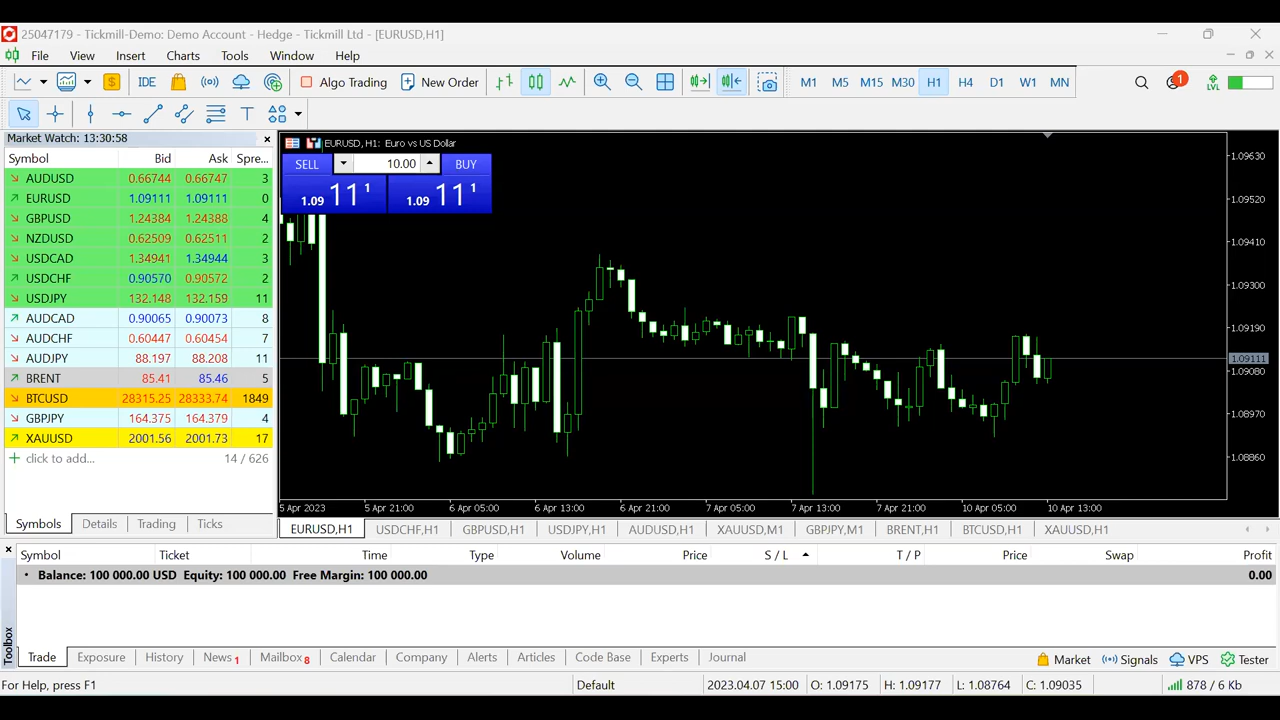 25047179 - Tickmill-Demo: Demo Account - Hedge - Tickmill Ltd - [EURUSD,H1]
File View Insert Charts Tools Window Help
IDE Algo Trading New Order M1 M5 M15 M30 H1 H4 D1 W1 MN 1 LVL
T
Market Watch: 13:30:58
Symbol Bid Ask Spre...
AUDUSD 0.66744 0.66747 3
EURUSD 1.09111 1.09111 0
GBPUSD 1.24384 1.24388 4
NZDUSD 0.62509 0.62511 2
USDCAD 1.34941 1.34944 3
USDCHF 0.90570 0.90572 2
USDJPY 132.148 132.159 11
AUDCAD 0.90065 0.90073 8
AUDCHF 0.60447 0.60454 7
AUDJPY 88.197 88.208 11
BRENT 85.41 85.46 5
BTCUSD 28315.25 28333.74 1849
GBPJPY 164.375 164.379 4
XAUUSD 2001.56 2001.73 17
click to add... 14 / 626
Symbols Details Trading Ticks
EURUSD, H1: Euro vs US Dollar
SELL 10.00 BUY
1.09 11 1 1.09 11 1
1.09630
1.09520
1.09410
1.09300
1.09190
1.09111
1.09080
1.08970
1.08860
5 Apr 2023 5 Apr 21:00 6 Apr 05:00 6 Apr 13:00 6 Apr 21:00 7 Apr 05:00 7 Apr 13:00 7 Apr 21:00 10 Apr 05:00 10 Apr 13:00
EURUSD,H1 USDCHF,H1 GBPUSD,H1 USDJPY,H1 AUDUSD,H1 XAUUSD,M1 GBPJPY,M1 BRENT,H1 BTCUSD,H1 XAUUSD,H1
Symbol Ticket Time Type Volume Price S / L T / P Price Swap Profit
Balance: 100 000.00 USD Equity: 100 000.00 Free Margin: 100 000.00 0.00
Toolbox
Trade Exposure History News 1 Mailbox 8 Calendar Company Alerts Articles Code Base Experts Journal Market Signals VPS Tester
For Help, press F1 Default 2023.04.07 15:00 O: 1.09175 H: 1.09177 L: 1.08764 C: 1.09035 878 / 6 Kb